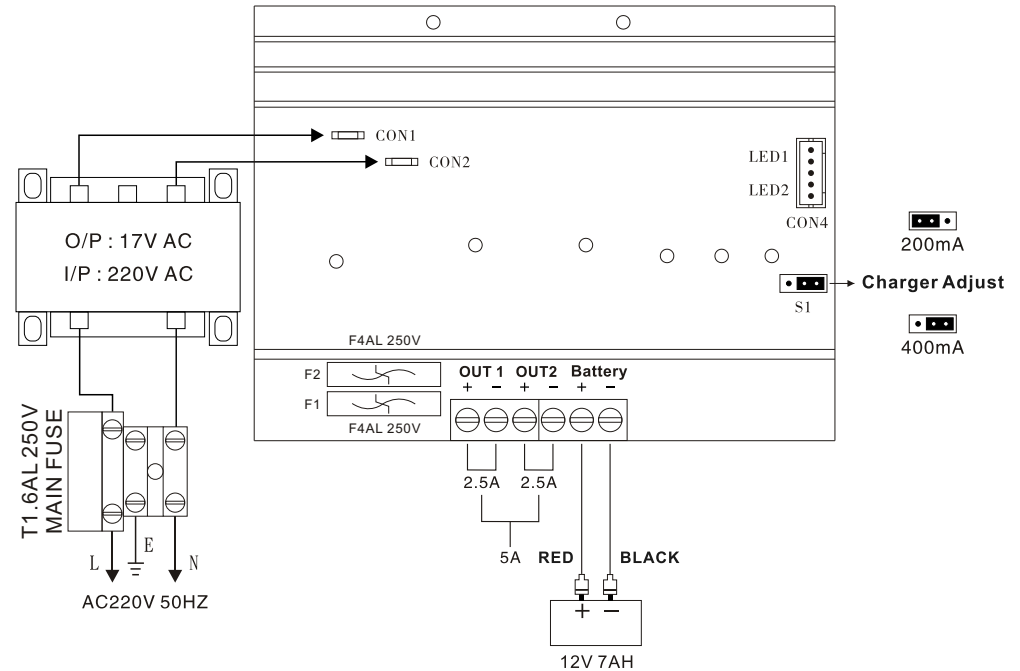 CON1
CON2
LED1
LED2
CON4
O/P : 17V AC
I/P : 220V AC
200mA
Charger Adjust
S1
400mA
F4AL 250V
F2
F1
F4AL 250V
OUT 1 OUT2 Battery
+ − + − + −
T1.6AL 250V
MAIN FUSE
2.5A 2.5A
5A RED BLACK
L E N
AC220V 50HZ
+ −
12V 7AH